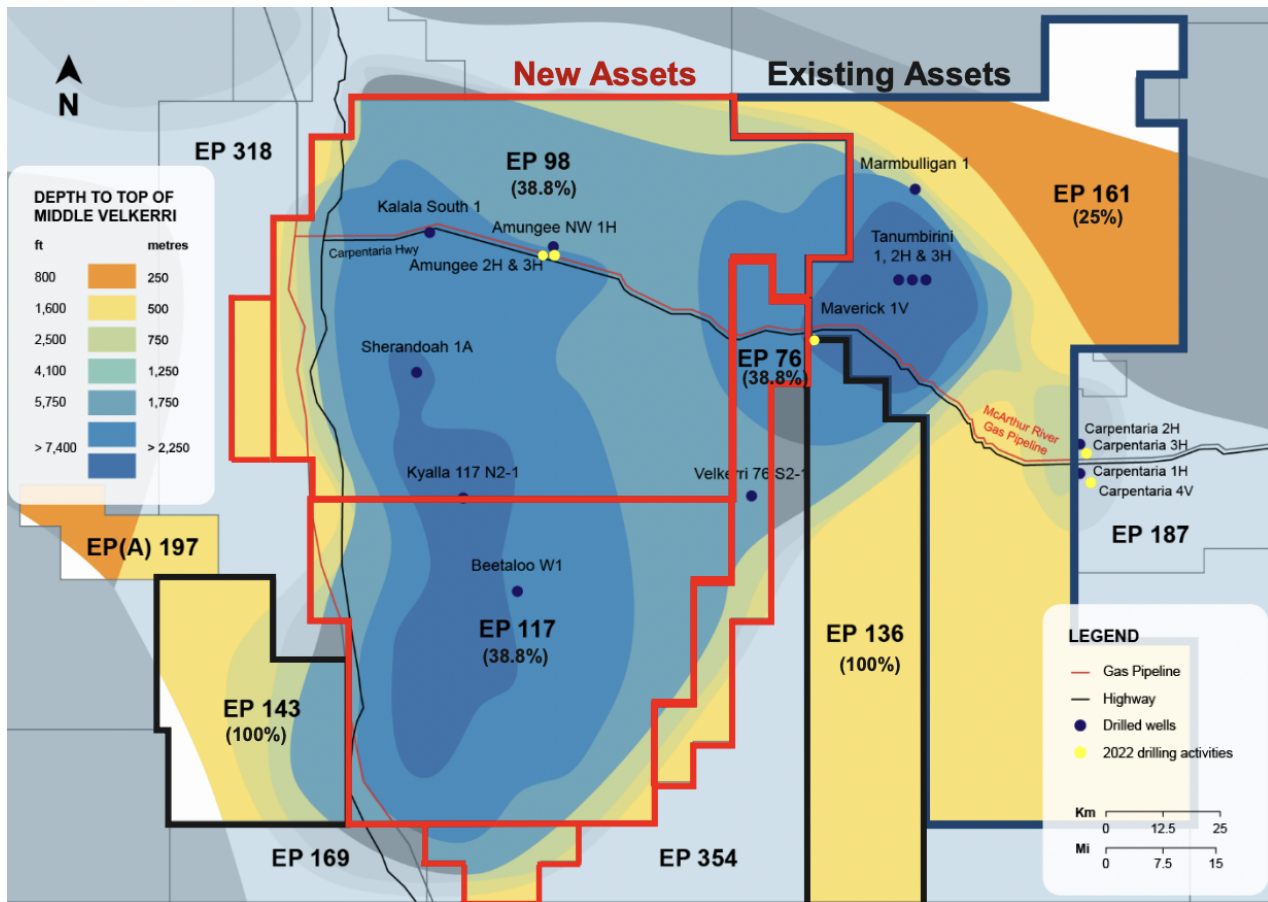 New Assets
Existing Assets
N
EP 318
EP 98
(38.8%)
Marmbulligan 1
EP 161
(25%)
DEPTH TO TOP OF
MIDDLE VELKERRI
ft
metres
800
250
1,600
500
2,500
750
4,100
1,250
5,750
1,750
> 7,400
> 2,250
Kalala South 1
Amungee NW 1H
Carpentaria Hwy
Amungee 2H & 3H
Tanumbirini
1, 2H & 3H
Maverick 1V
Sherandoah 1A
EP 76
(38.8%)
McArthur River
Gas Pipeline
Carpentaria 2H
Carpentaria 3H
Carpentaria 1H
Carpentaria 4V
Kyalla 117 N2-1
Velkerri 76 S2-1
EP 187
EP(A) 197
Beetaloo W1
EP 117
(38.8%)
EP 136
(100%)
EP 143
(100%)
EP 169
EP 354
LEGEND
Gas Pipeline
Highway
Drilled wells
2022 drilling activities
Km
0
12.5
25
Mi
0
7.5
15